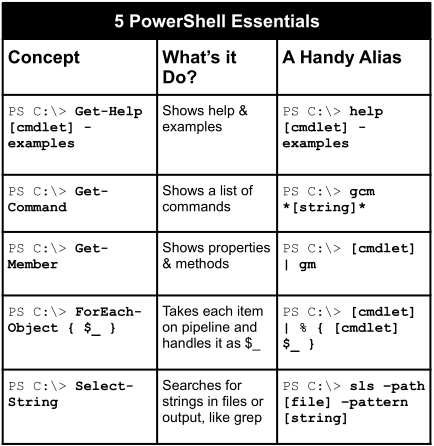 5 PowerShell Essentials
Concept
What's it
Do?
A Handy Alias
PS C:\> Get-Help
[cmdlet] -
examples
Shows help &
examples
PS C:\> help
[cmdlet] -
examples
PS C:\> Get-
Command
Shows a list of
commands
PS C:\> gcm
*[string]*
PS C:\> Get-
Member
Shows properties
& methods
PS C:\> [cmdlet]
| gm
PS C:\> ForEach-
Object { $_ }
Takes each item
on pipeline and
handles it as $_
PS C:\> [cmdlet]
| % { [cmdlet]
$_ }
PS C:\> Select-
String
Searches for
strings in files or
output, like grep
PS C:\> sls –path
[file] –pattern
[string]